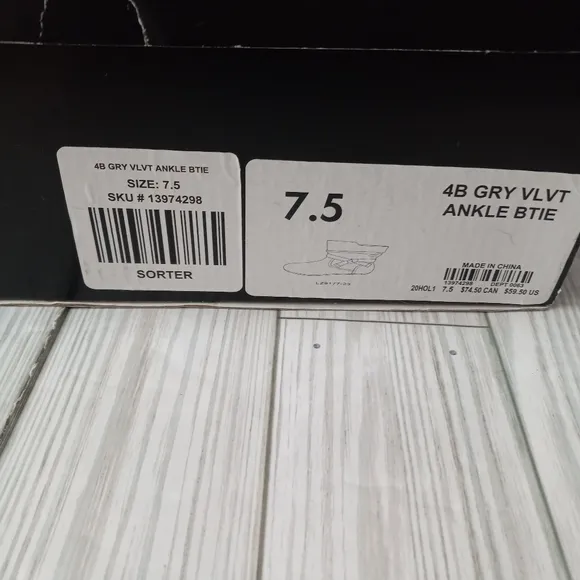 4B GRY VLVT ANKLE BTIE
SIZE: 7.5
SKU # 13974298
SORTER
7.5
4B GRY VLVT
ANKLE BTIE
MADE IN CHINA
13974298 DEPT 0063
20HOL1 7.5 $74.50 CAN $59.50 US